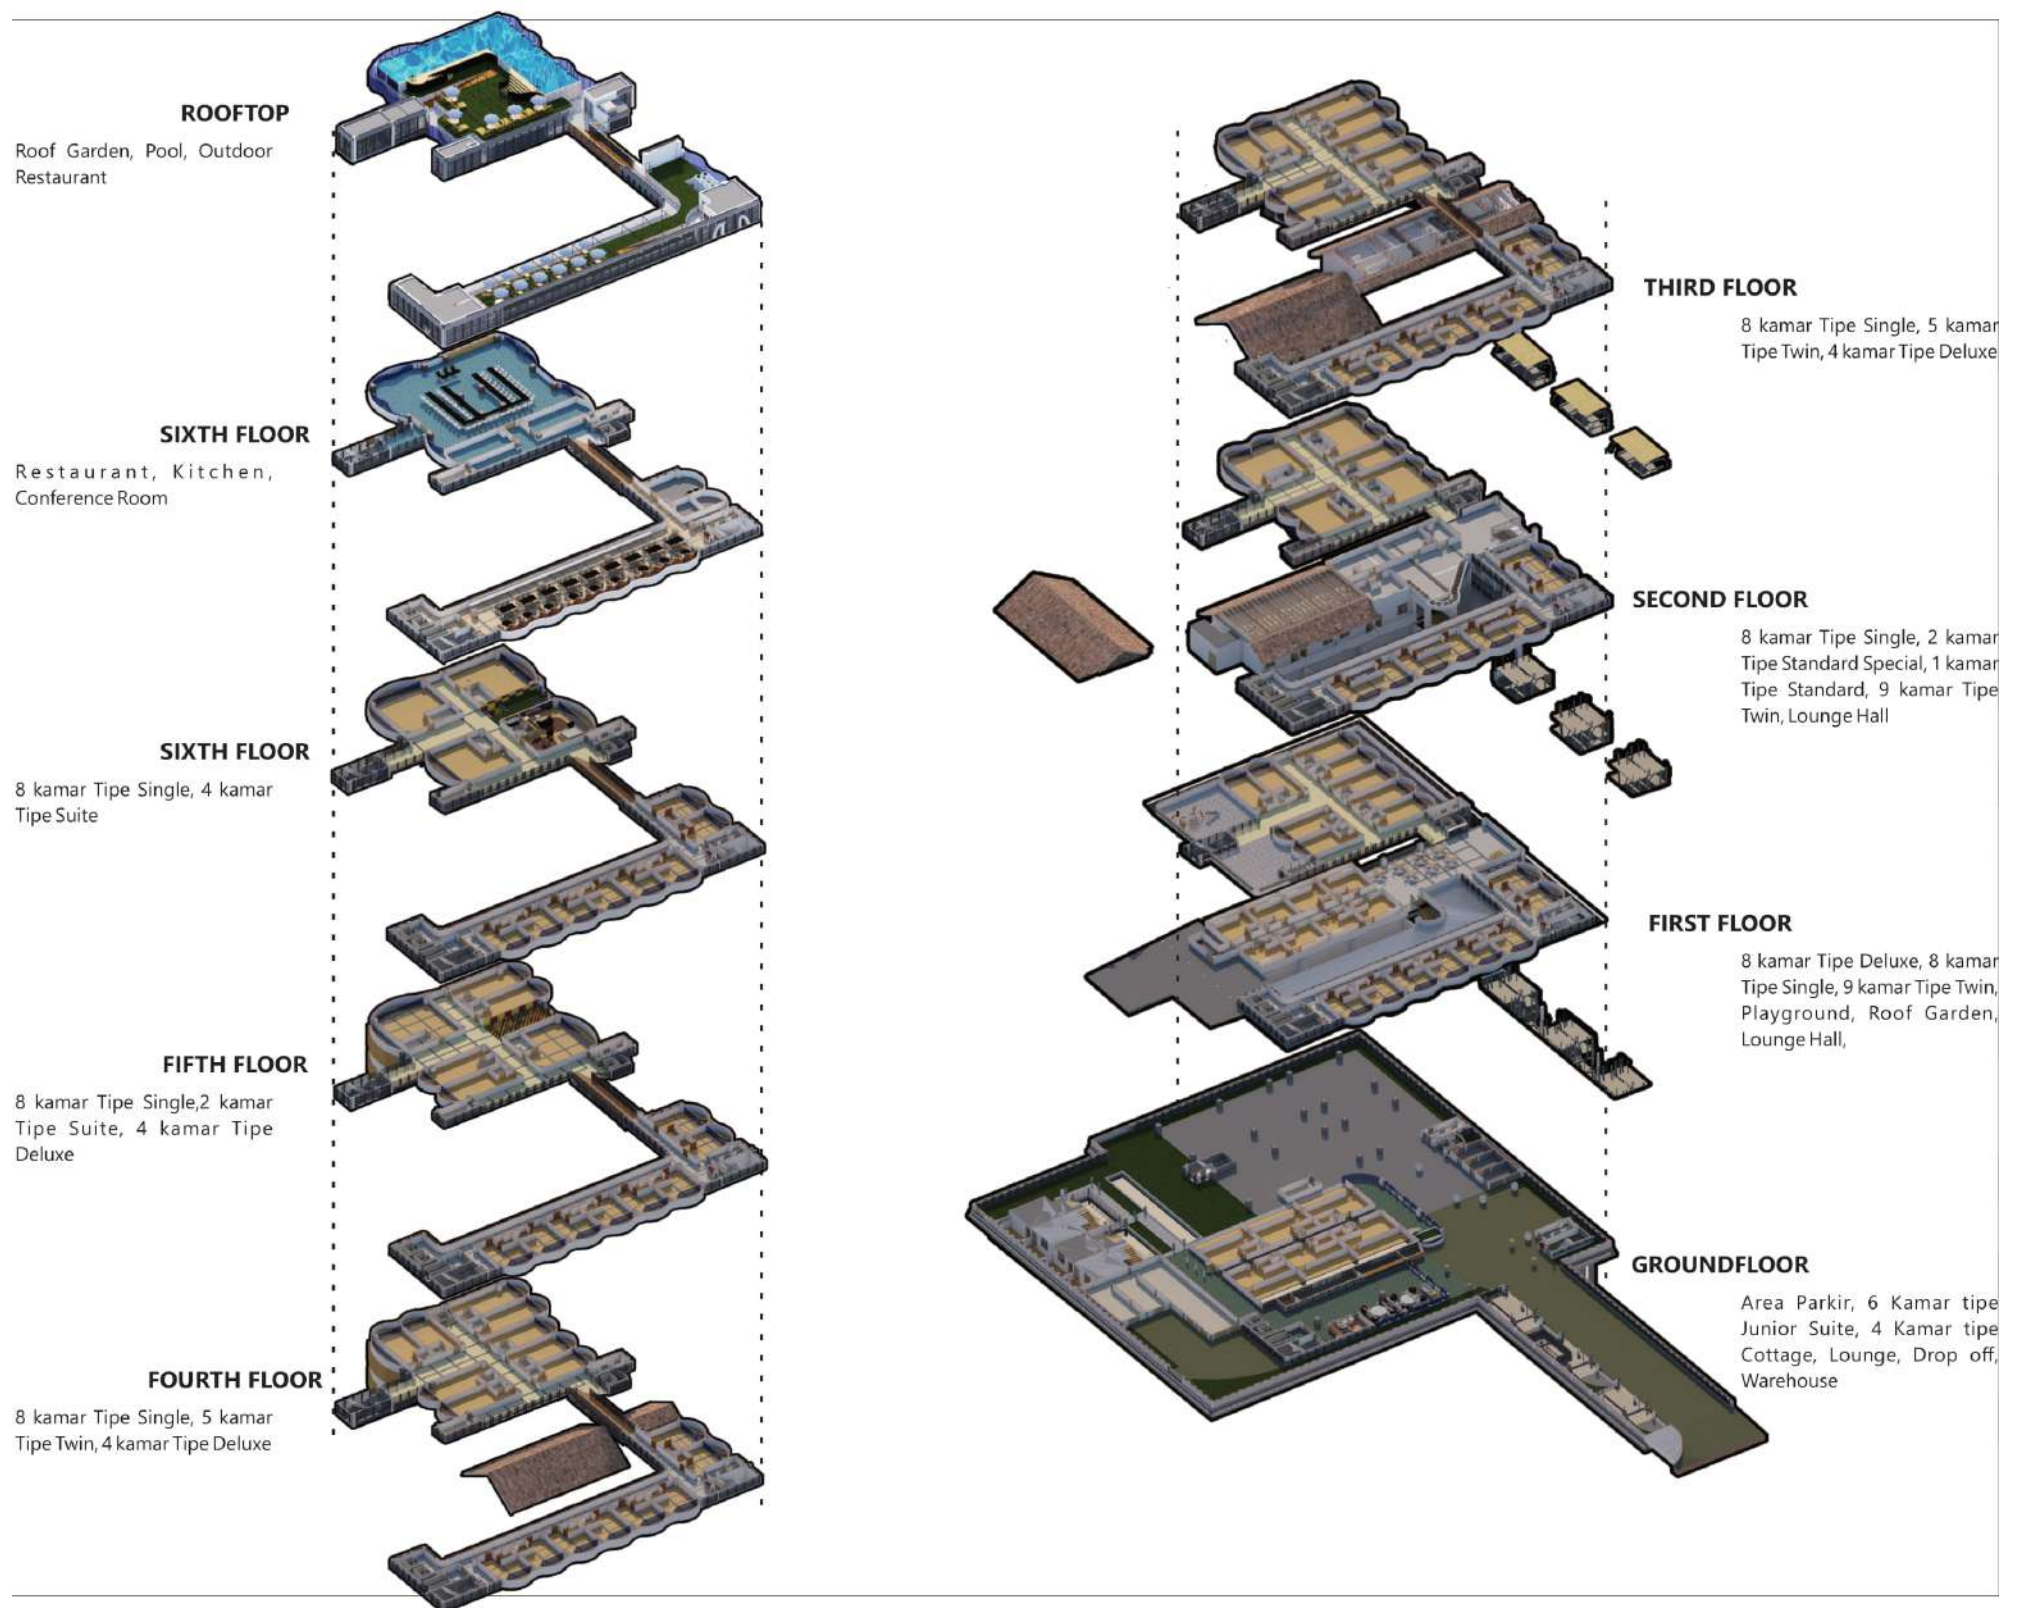 ROOFTOP
Roof Garden, Pool, Outdoor
Restaurant
SIXTH FLOOR
Restaurant, Kitchen,
Conference Room
SIXTH FLOOR
8 kamar Tipe Single, 4 kamar
Tipe Suite
FIFTH FLOOR
8 kamar Tipe Single,2 kamar
Tipe Suite, 4 kamar Tipe
Deluxe
FOURTH FLOOR
8 kamar Tipe Single, 5 kamar
Tipe Twin, 4 kamar Tipe Deluxe
THIRD FLOOR
8 kamar Tipe Single, 5 kamar
Tipe Twin, 4 kamar Tipe Deluxe
SECOND FLOOR
8 kamar Tipe Single, 2 kamar
Tipe Standard Special, 1 kamar
Tipe Standard, 9 kamar Tipe
Twin, Lounge Hall
FIRST FLOOR
8 kamar Tipe Deluxe, 8 kamar
Tipe Single, 9 kamar Tipe Twin,
Playground, Roof Garden,
Lounge Hall,
GROUNDFLOOR
Area Parkir, 6 Kamar tipe
Junior Suite, 4 Kamar tipe
Cottage, Lounge, Drop off,
Warehouse